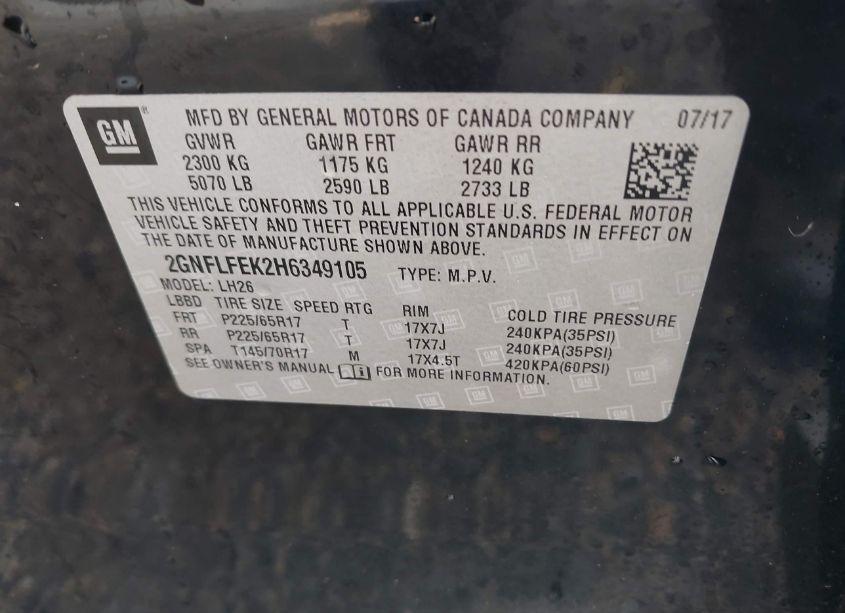 GM ® MFD BY GENERAL MOTORS OF CANADA COMPANY 07/17
GVWR GAWR FRT GAWR RR
2300 KG 1175 KG 1240 KG
5070 LB 2590 LB 2733 LB
THIS VEHICLE CONFORMS TO ALL APPLICABLE U.S. FEDERAL MOTOR
VEHICLE SAFETY AND THEFT PREVENTION STANDARDS IN EFFECT ON
THE DATE OF MANUFACTURE SHOWN ABOVE.
2GNFLFEK2H6349105 TYPE: M.P.V.
MODEL: LH26
LBBD TIRE SIZE SPEED RTG RIM COLD TIRE PRESSURE
FRT P225/65R17 T 17X7J 240KPA(35PSI)
RR P225/65R17 T 17X7J 240KPA(35PSI)
SPA T145/70R17 M 17X4.5T 420KPA(60PSI)
SEE OWNER'S MANUAL i FOR MORE INFORMATION.